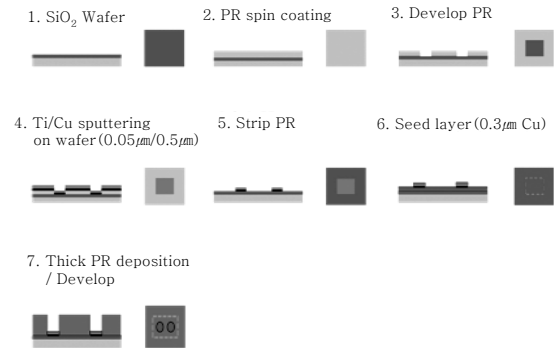 1. SiO₂ Wafer
2. PR spin coating
3. Develop PR
4. Ti/Cu sputtering
on wafer(0.05㎛/0.5㎛)
5. Strip PR
6. Seed layer(0.3㎛ Cu)
7. Thick PR deposition
/ Develop